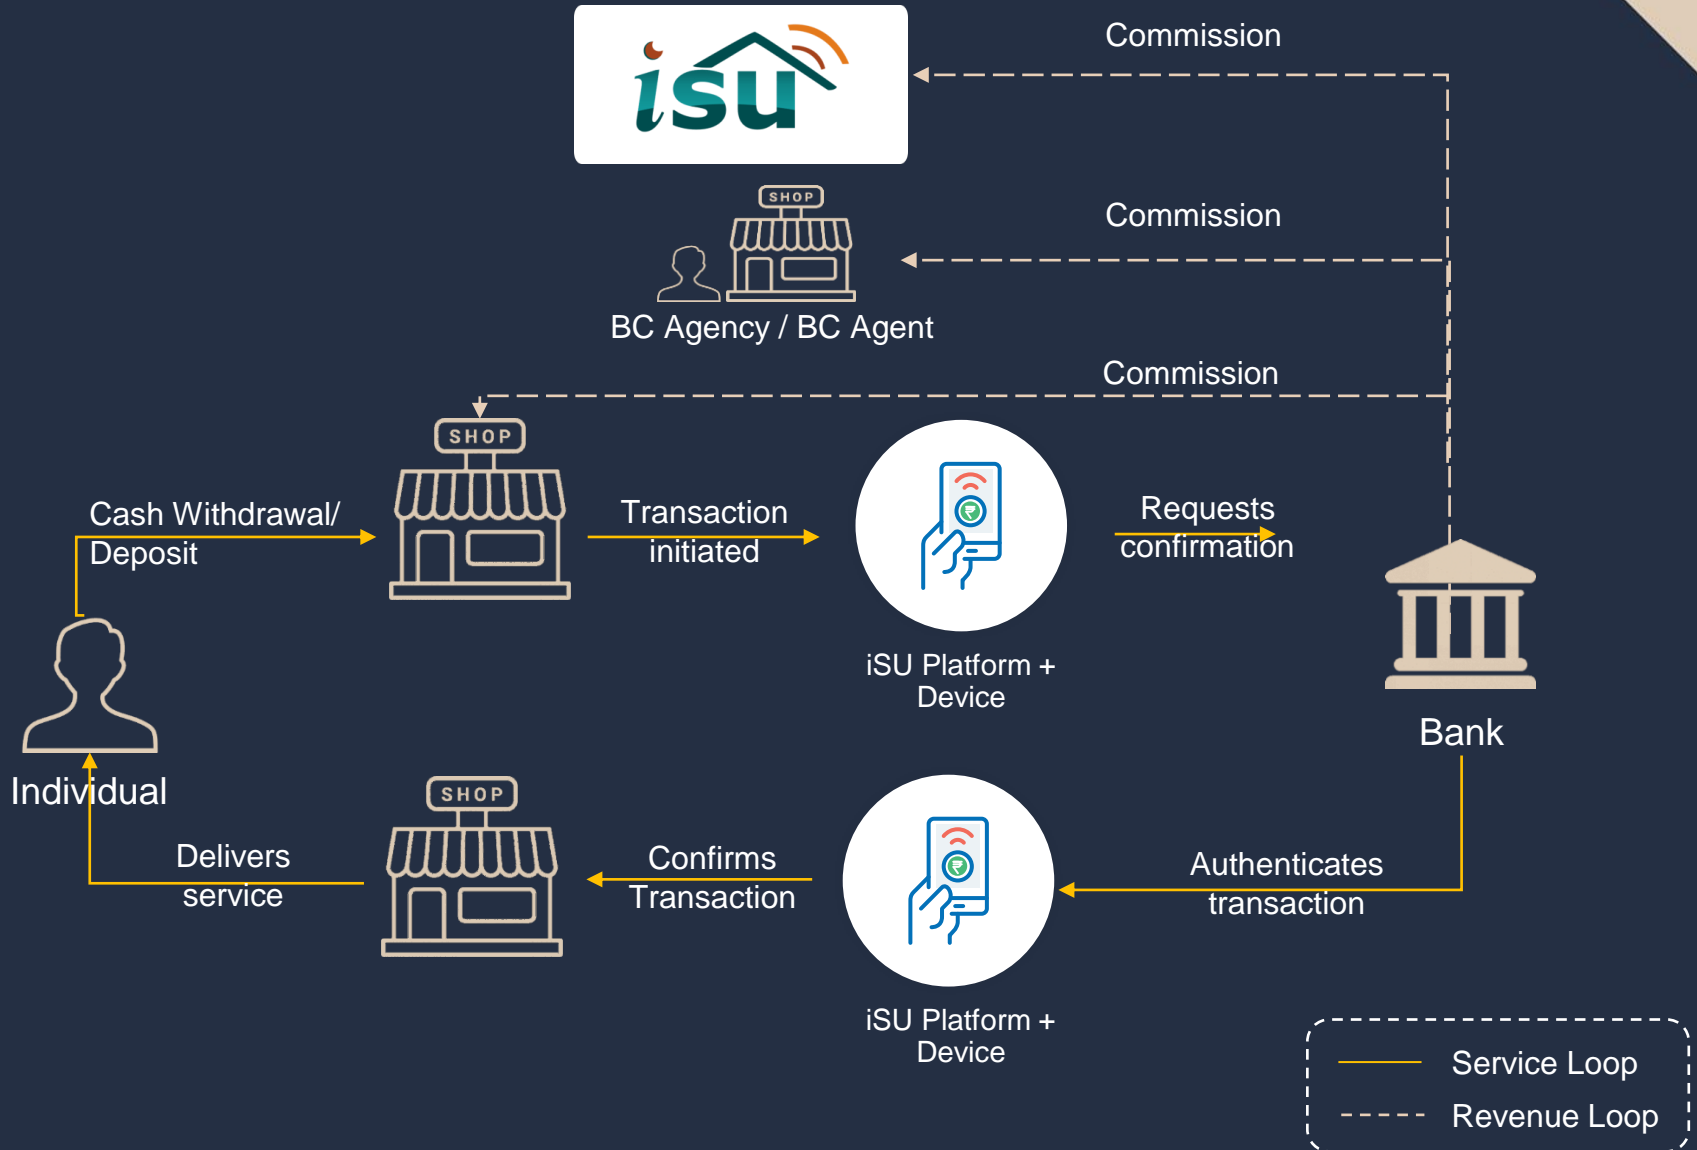 isu
Commission
SHOP
Commission
BC Agency / BC Agent
Commission
SHOP
Cash Withdrawal/
Deposit
Transaction
initiated
₹
Requests
confirmation
iSU Platform +
Device
Bank
Individual
SHOP
Delivers
service
Confirms
Transaction
₹
Authenticates
transaction
iSU Platform +
Device
Service Loop
Revenue Loop